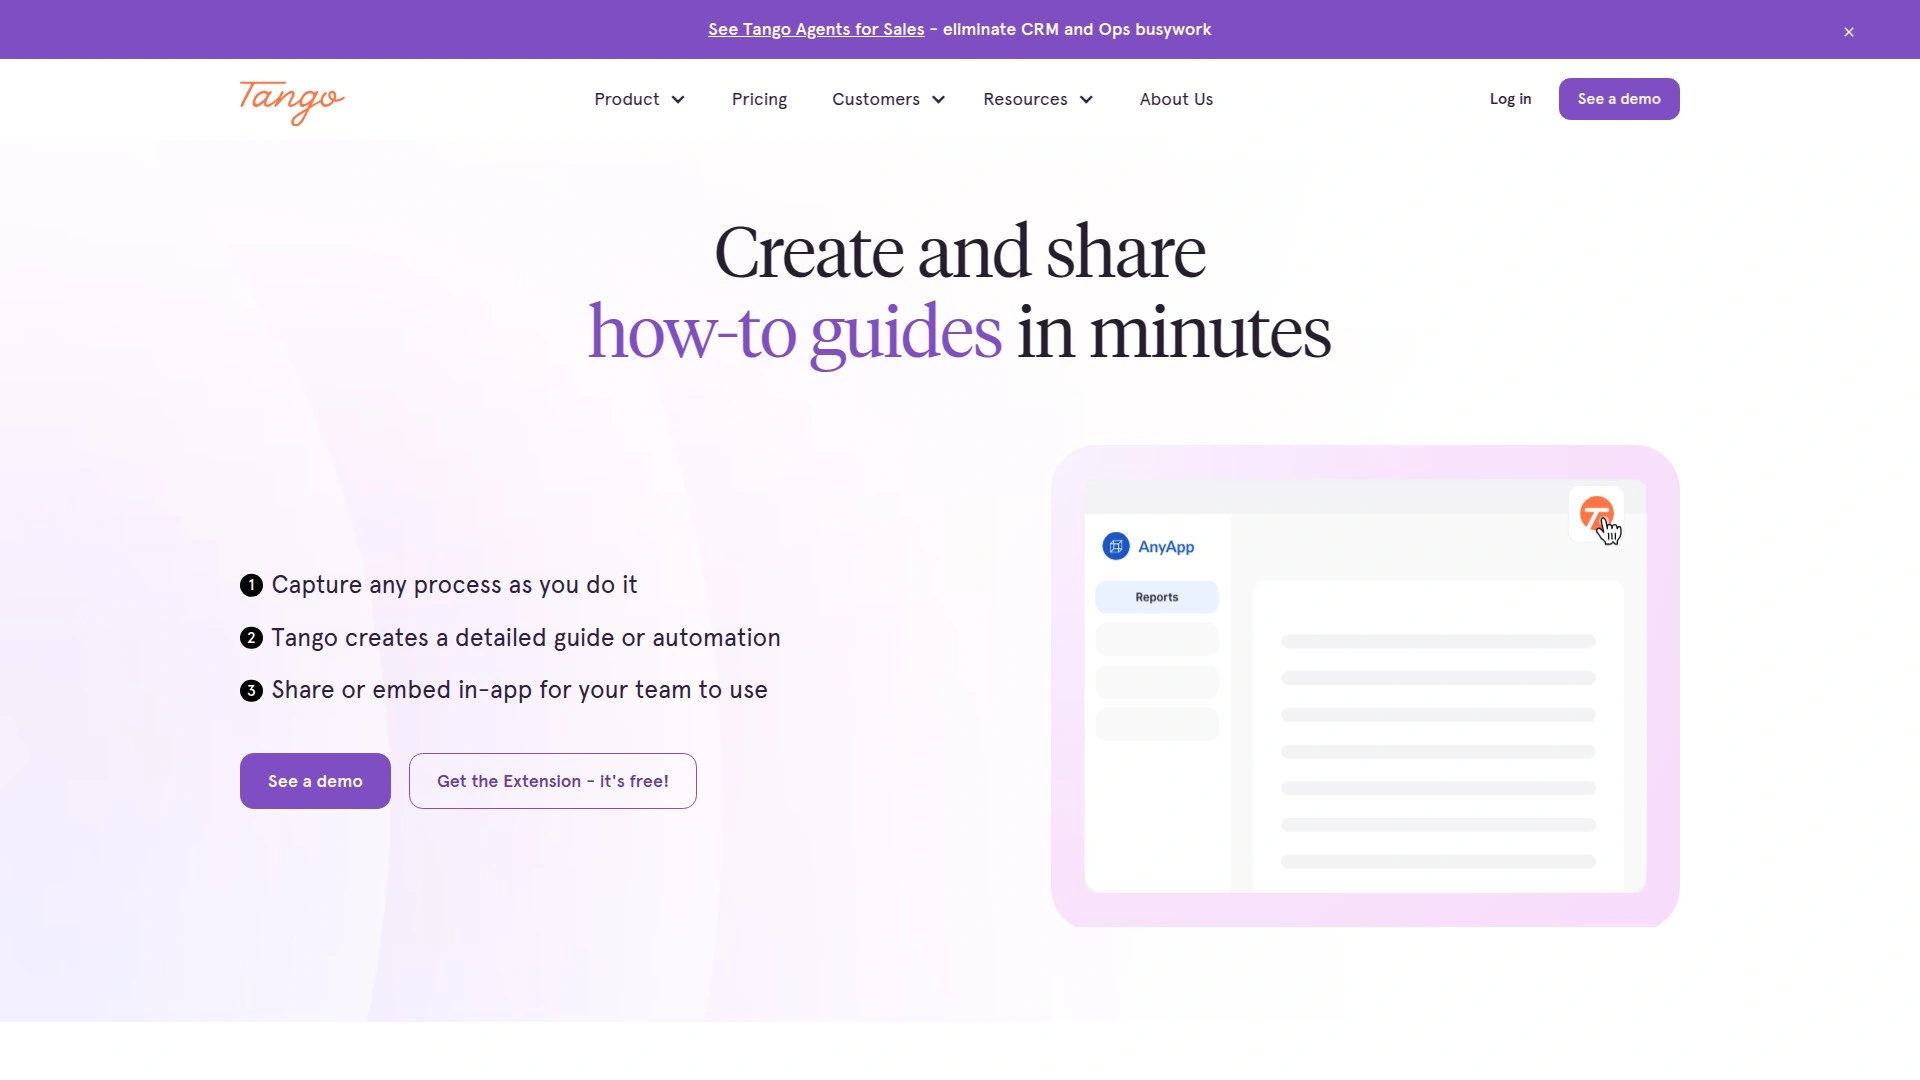 See Tango Agents for Sales - eliminate CRM and Ops busywork
×
Tango
Product
Pricing
Customers
Resources
About Us
Log in
See a demo
Create and share
how-to guides in minutes
1 Capture any process as you do it
2 Tango creates a detailed guide or automation
3 Share or embed in-app for your team to use
See a demo
Get the Extension - it's free!
T
AnyApp
Reports